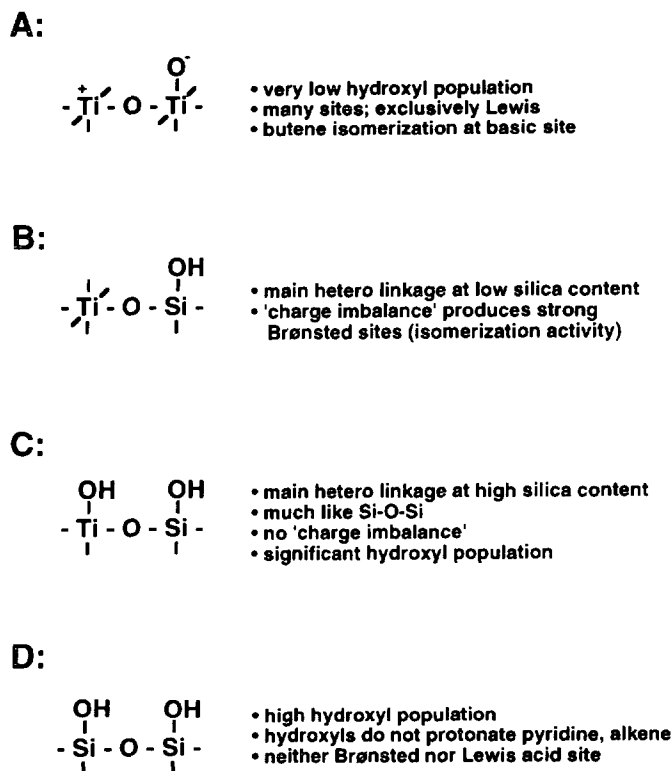 A:
O-
+
- Ti - O - Ti -
• very low hydroxyl population
• many sites; exclusively Lewis
• butene isomerization at basic site
B:
OH
- Ti - O - Si -
• main hetero linkage at low silica content
• 'charge imbalance' produces strong
Brønsted sites (isomerization activity)
C:
OH OH
- Ti - O - Si -
• main hetero linkage at high silica content
• much like Si-O-Si
• no 'charge imbalance'
• significant hydroxyl population
D:
OH OH
- Si - O - Si -
• high hydroxyl population
• hydroxyls do not protonate pyridine, alkene
• neither Brønsted nor Lewis acid site